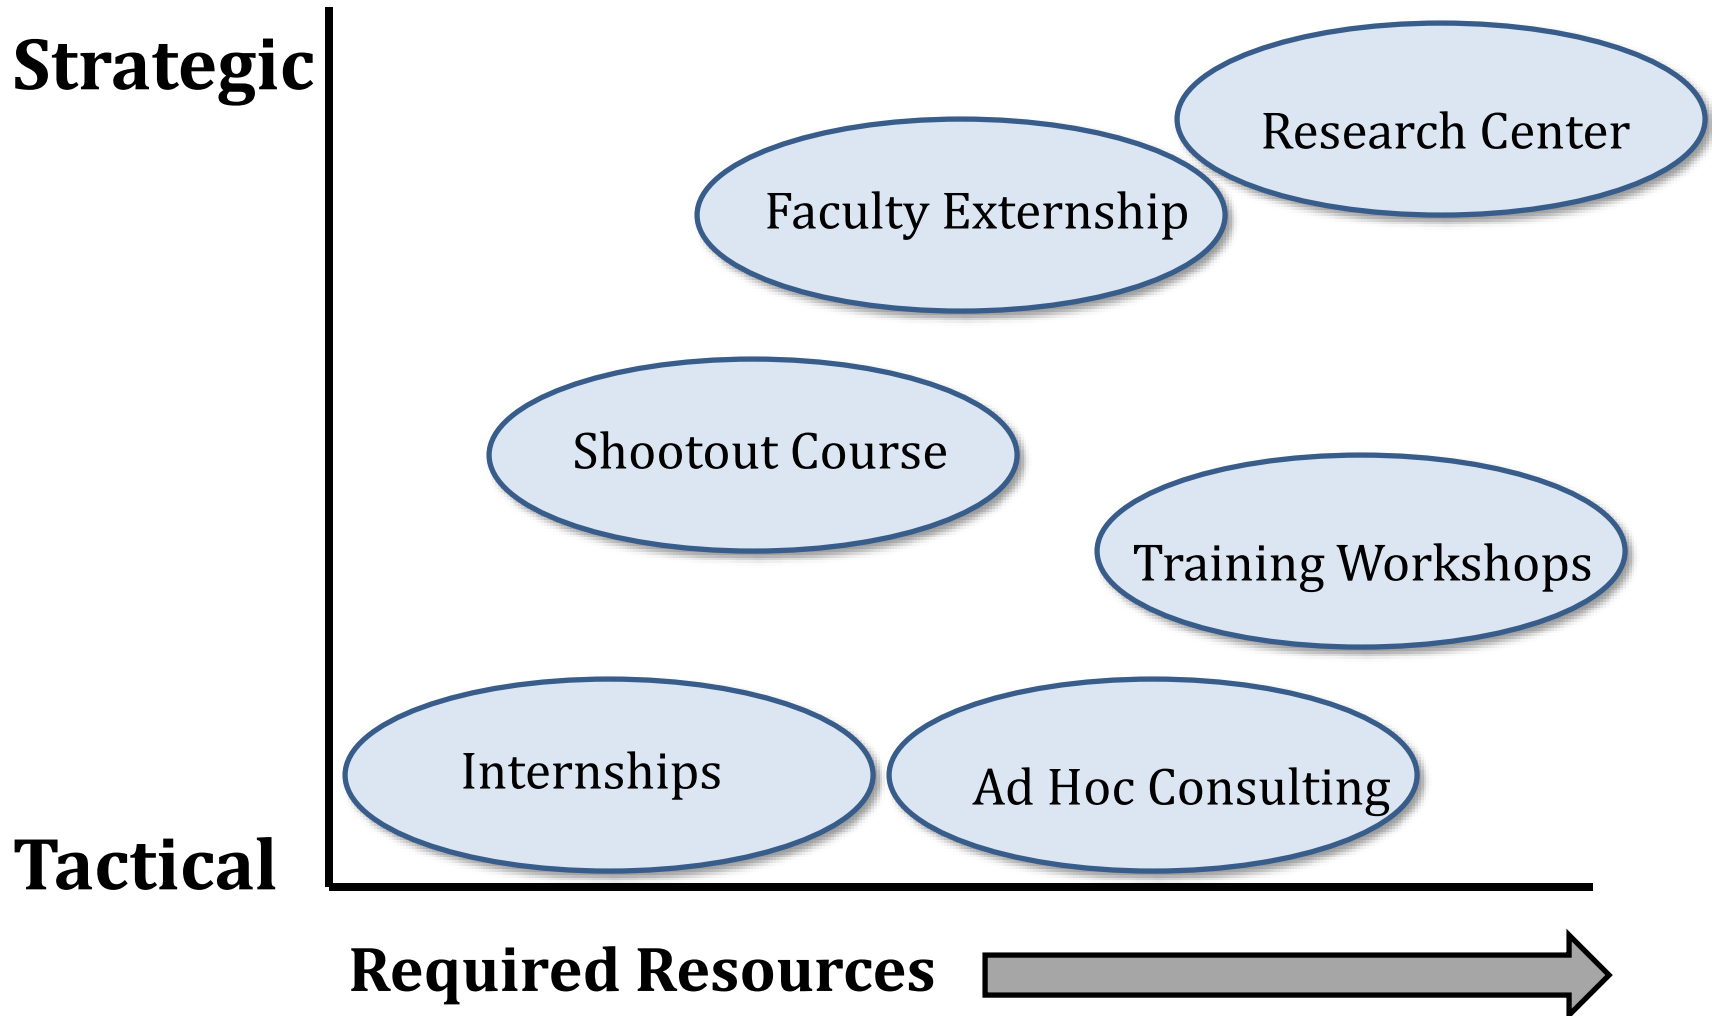 Strategic
Research Center
Faculty Externship
Shootout Course
Training Workshops
Internships
Ad Hoc Consulting
Tactical
Required Resources